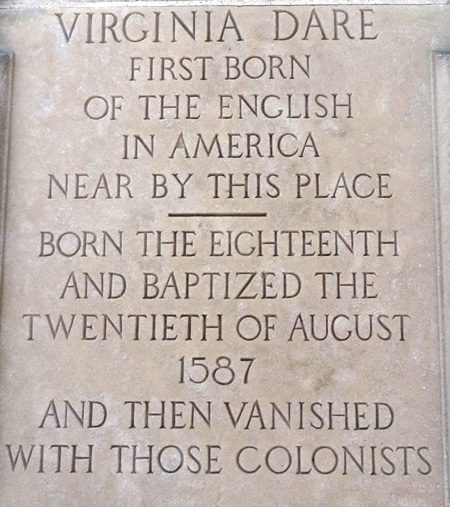 VIRGINIA DARE
FIRST BORN
OF THE ENGLISH
IN AMERICA
NEAR BY THIS PLACE
BORN THE EIGHTEENTH
AND BAPTIZED THE
TWENTIETH OF AUGUST
1587
AND THEN VANISHED
WITH THOSE COLONISTS